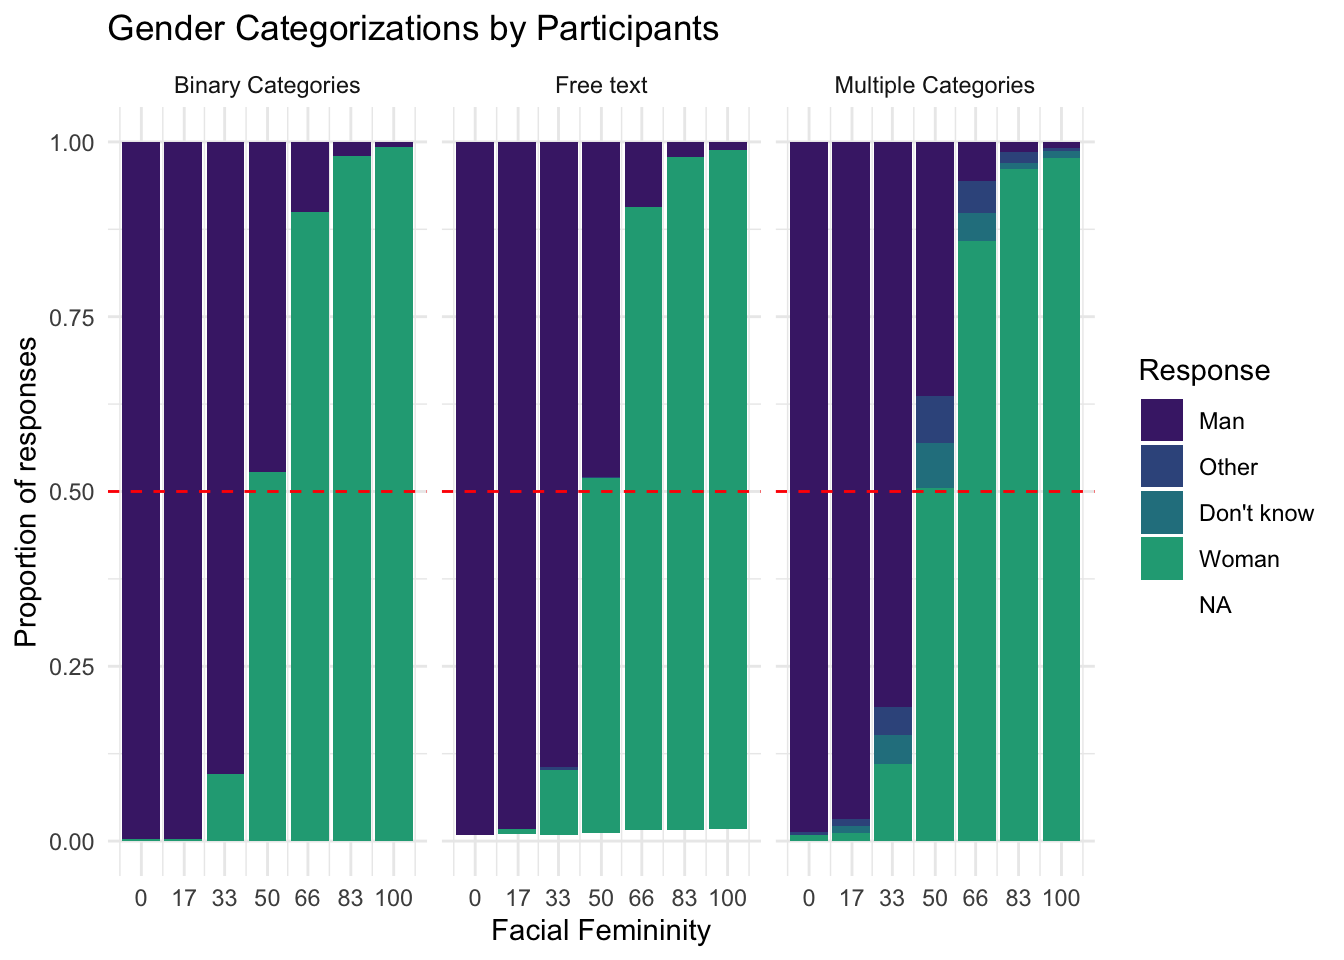 Gender Categorizations by Participants
Binary Categories
Free text
Multiple Categories
Proportion of responses
1.00
0.75
0.50
0.25
0.00
0 17 33 50 66 83 100
0 17 33 50 66 83 100
0 17 33 50 66 83 100
Facial Femininity
Response
Man
Other
Don't know
Woman
NA